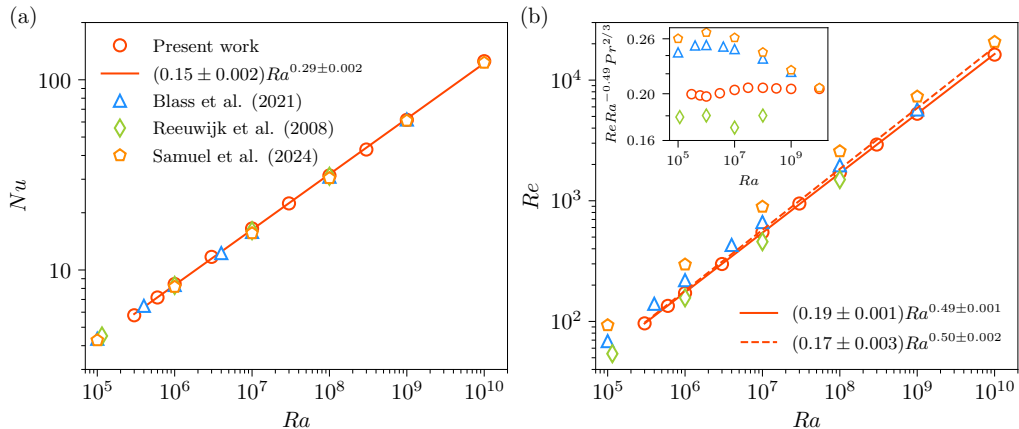 (a)
Nu
100
10
Present work
(0.15 ± 0.002)Ra^{0.29±0.002}
Blass et al. (2021)
Reeuwijk et al. (2008)
Samuel et al. (2024)
10^5
10^6
10^7
10^8
10^9
10^{10}
Ra
(b)
Re
10^4
10^3
10^2
ReRa^{−0.49}Pr^{2/3}
0.26
0.20
0.16
10^5
10^7
10^9
Ra
(0.19 ± 0.001)Ra^{0.49±0.001}
(0.17 ± 0.003)Ra^{0.50±0.002}
10^5
10^6
10^7
10^8
10^9
10^{10}
Ra